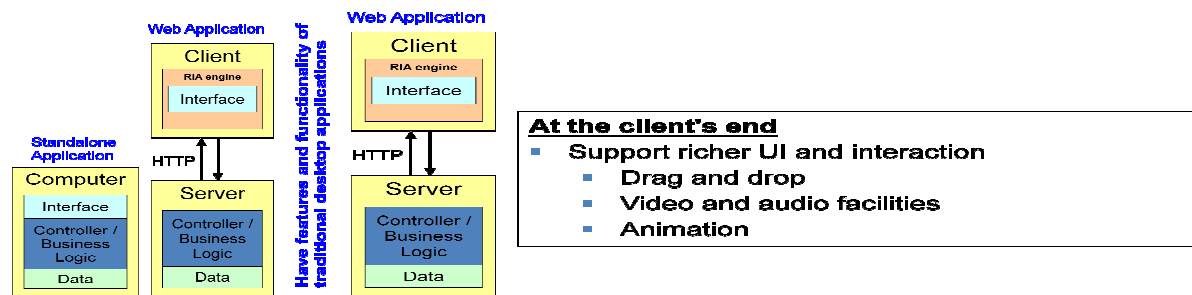 Standalone
Application
Computer
Interface
Controller /
Business
Logic
Data
Web Application
Client
RIA engine
Interface
HTTP
Server
Controller /
Business
Logic
Data
Have features and functionality of
traditional desktop applications
Web Application
Client
RIA engine
Interface
HTTP
Server
Controller /
Business
Logic
Data
At the client's end
Support richer UI and interaction
Drag and drop
Video and audio facilities
Animation